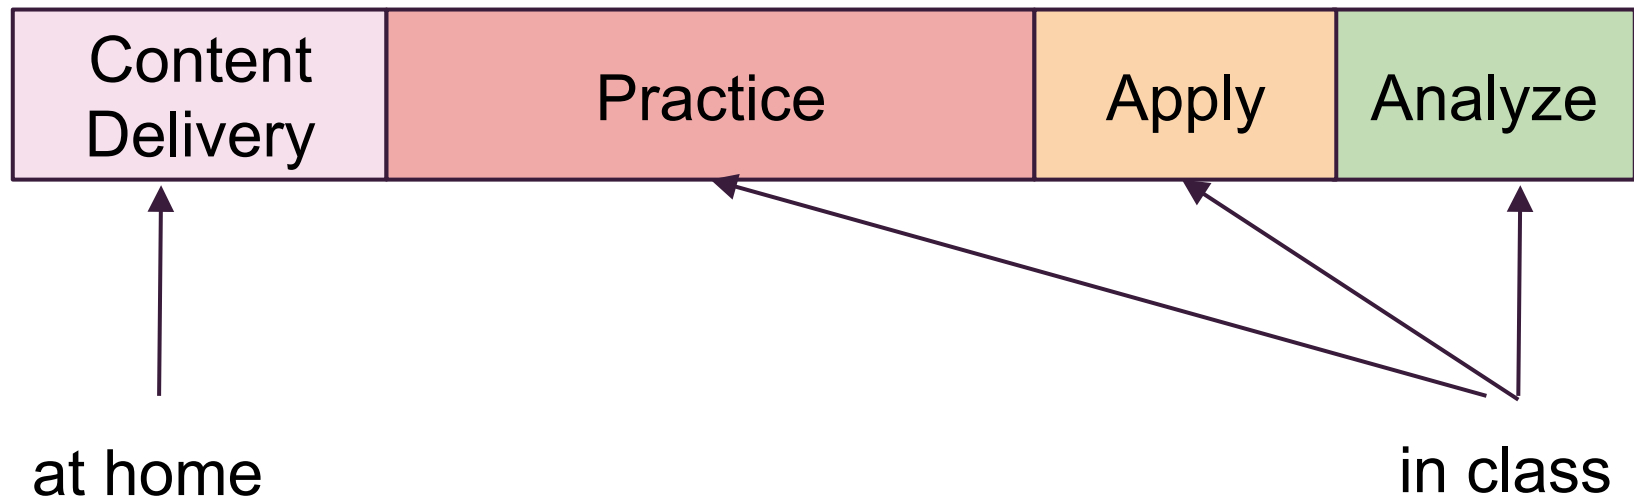 Content
Delivery
Practice
Apply
Analyze
at home
in class